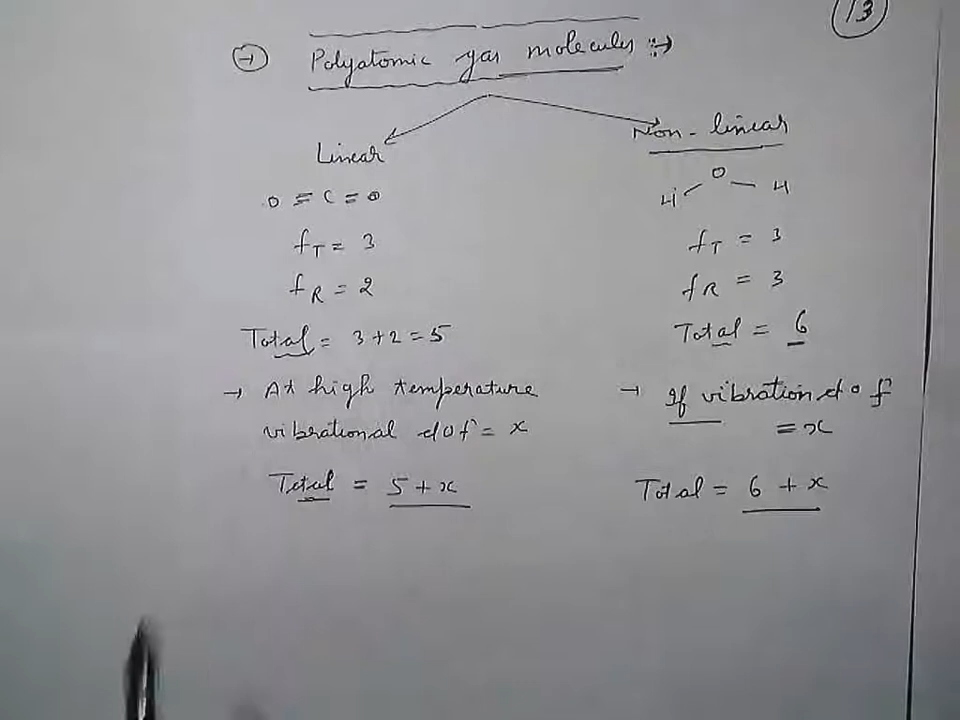 13
→ Polyatomic gas molecules :→
Linear
O = C = O
fT = 3
fR = 2
Total = 3 + 2 = 5
→ At high temperature
vibrational dof = x
Total = 5 + x
Non - linear
O
H H
fT = 3
fR = 3
Total = 6
→ If vibration dof
= x
Total = 6 + x